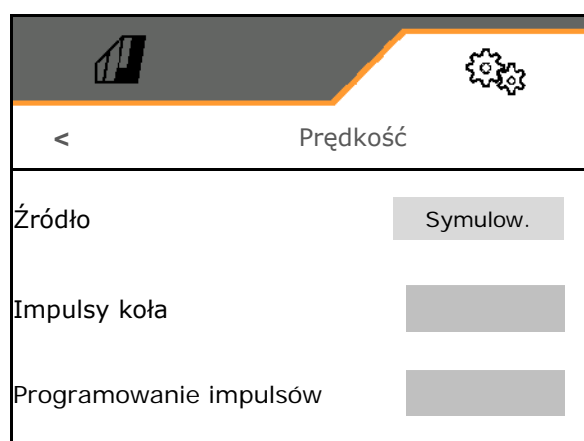 < Prędkość
Źródło Symulow.
Impulsy koła
Programowanie impulsów